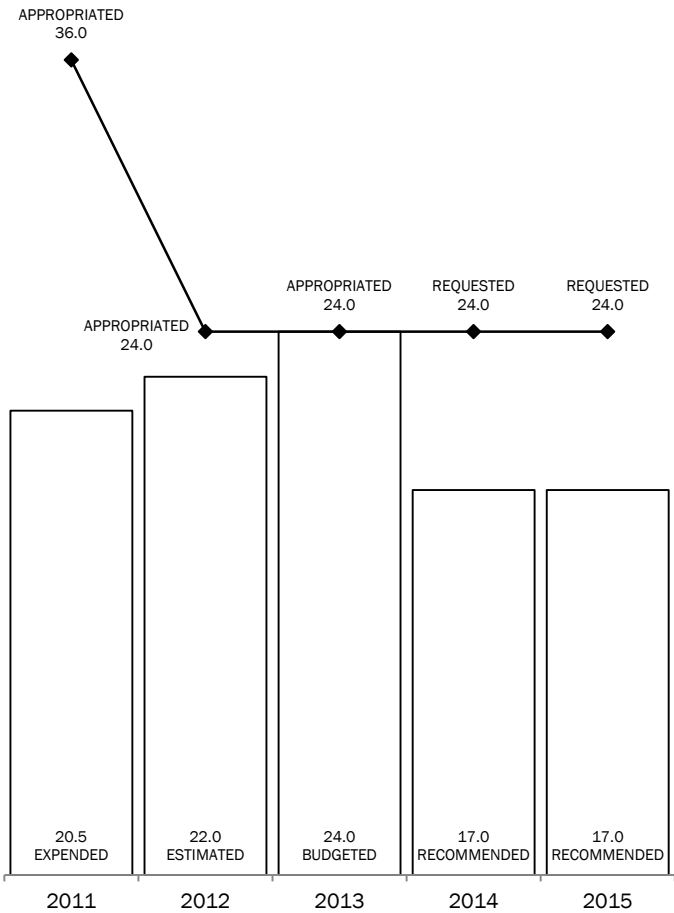 APPROPRIATED
36.0
APPROPRIATED
24.0
APPROPRIATED
24.0
REQUESTED
24.0
REQUESTED
24.0
20.5
EXPENDED
22.0
ESTIMATED
24.0
BUDGETED
17.0
RECOMMENDED
17.0
RECOMMENDED
2011
2012
2013
2014
2015